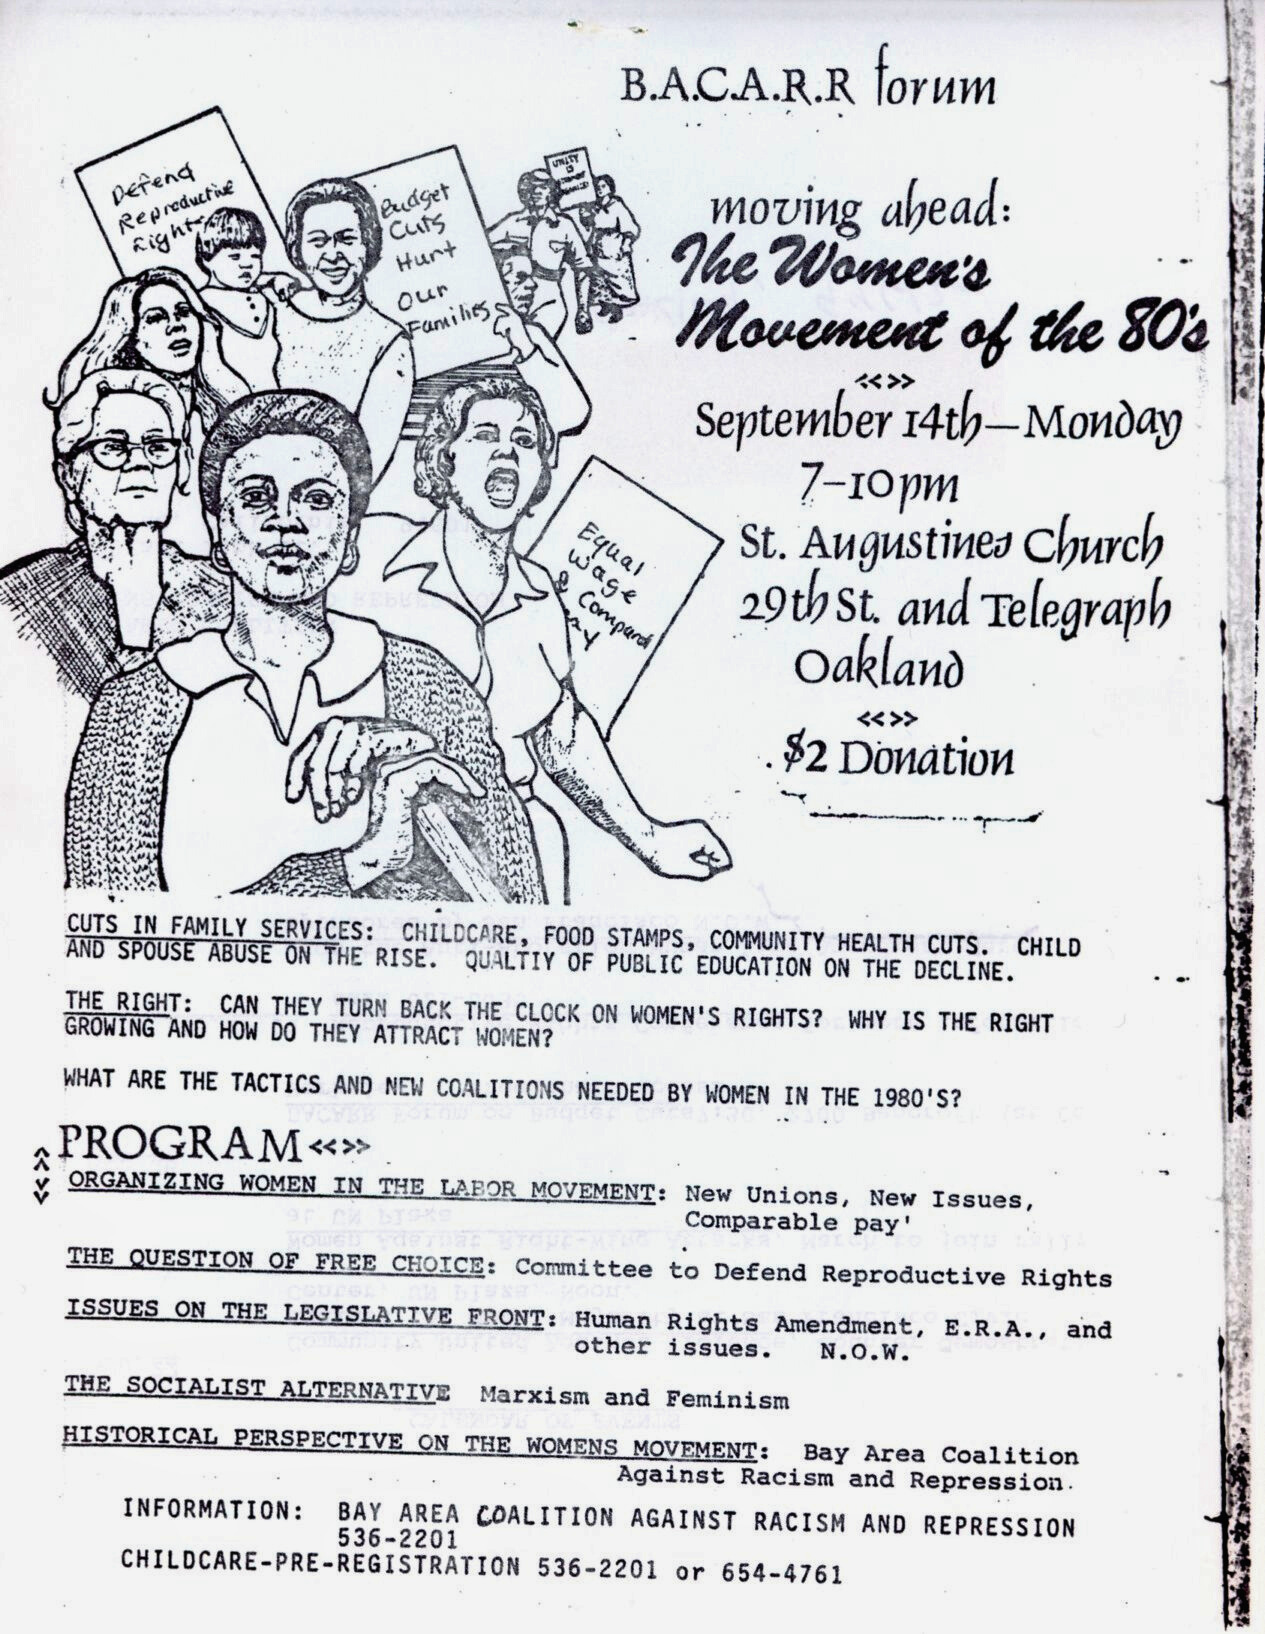 B.A.C.A.R.R forum
moving ahead:
The Women's
Movement of the 80's
<<>>
September 14th—Monday
7-10pm
St. Augustines Church
29th St. and Telegraph
Oakland
<<>>
$2 Donation
Defend
Reproductive
Rights
Budget
Cuts
Hurt
Our
Families
UNITY
IS
Equal
Wage
&
Pay
CUTS IN FAMILY SERVICES: CHILDCARE, FOOD STAMPS, COMMUNITY HEALTH CUTS. CHILD
AND SPOUSE ABUSE ON THE RISE. QUALTIY OF PUBLIC EDUCATION ON THE DECLINE.
THE RIGHT: CAN THEY TURN BACK THE CLOCK ON WOMEN'S RIGHTS? WHY IS THE RIGHT
GROWING AND HOW DO THEY ATTRACT WOMEN?
WHAT ARE THE TACTICS AND NEW COALITIONS NEEDED BY WOMEN IN THE 1980'S?
PROGRAM <<>>
ORGANIZING WOMEN IN THE LABOR MOVEMENT: New Unions, New Issues,
Comparable pay'
THE QUESTION OF FREE CHOICE: Committee to Defend Reproductive Rights
ISSUES ON THE LEGISLATIVE FRONT: Human Rights Amendment, E.R.A., and
other issues. N.O.W.
THE SOCIALIST ALTERNATIVE Marxism and Feminism
HISTORICAL PERSPECTIVE ON THE WOMENS MOVEMENT: Bay Area Coalition
Against Racism and Repression.
INFORMATION: BAY AREA COALITION AGAINST RACISM AND REPRESSION
536-2201
CHILDCARE-PRE-REGISTRATION 536-2201 or 654-4761